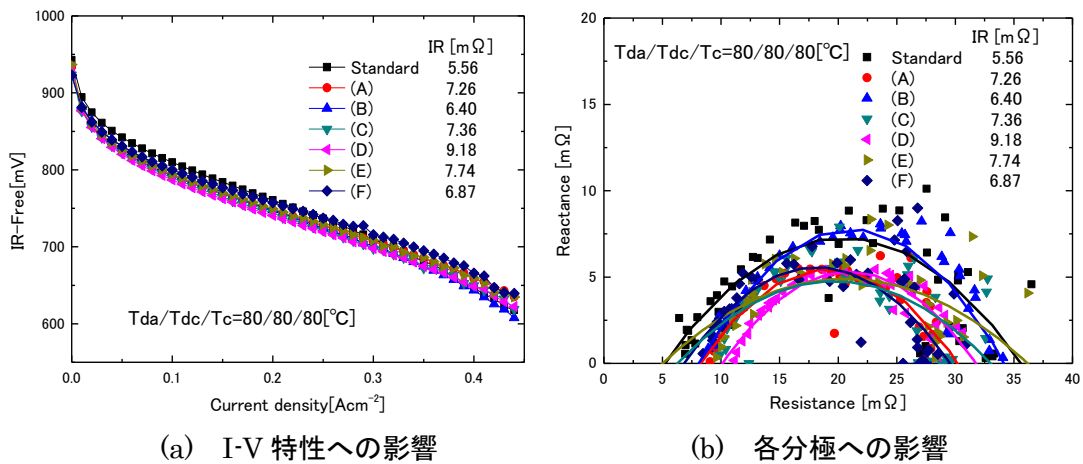 1000
900
800
700
600
IR-Free[mV]
IR [mΩ]
Standard 5.56
(A) 7.26
(B) 6.40
(C) 7.36
(D) 9.18
(E) 7.74
(F) 6.87
Tda/Tdc/Tc=80/80/80[℃]
0.0 0.1 0.2 0.3 0.4
Current density[Acm⁻²]
(a) I-V 特性への影響
20
15
10
5
0
Reactance [mΩ]
IR [mΩ]
Tda/Tdc/Tc=80/80/80[℃]
Standard 5.56
(A) 7.26
(B) 6.40
(C) 7.36
(D) 9.18
(E) 7.74
(F) 6.87
0 5 10 15 20 25 30 35 40
Resistance [mΩ]
(b) 各分極への影響